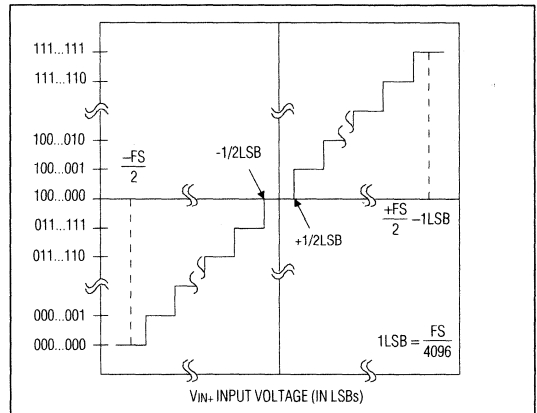 111...111
111...110
100...010
100...001
100...000
011...111
011...110
000...001
000...000
–FS
2
-1/2LSB
+1/2LSB
+FS
2
–1LSB
1LSB = FS
4096
VIN+ INPUT VOLTAGE (IN LSBs)